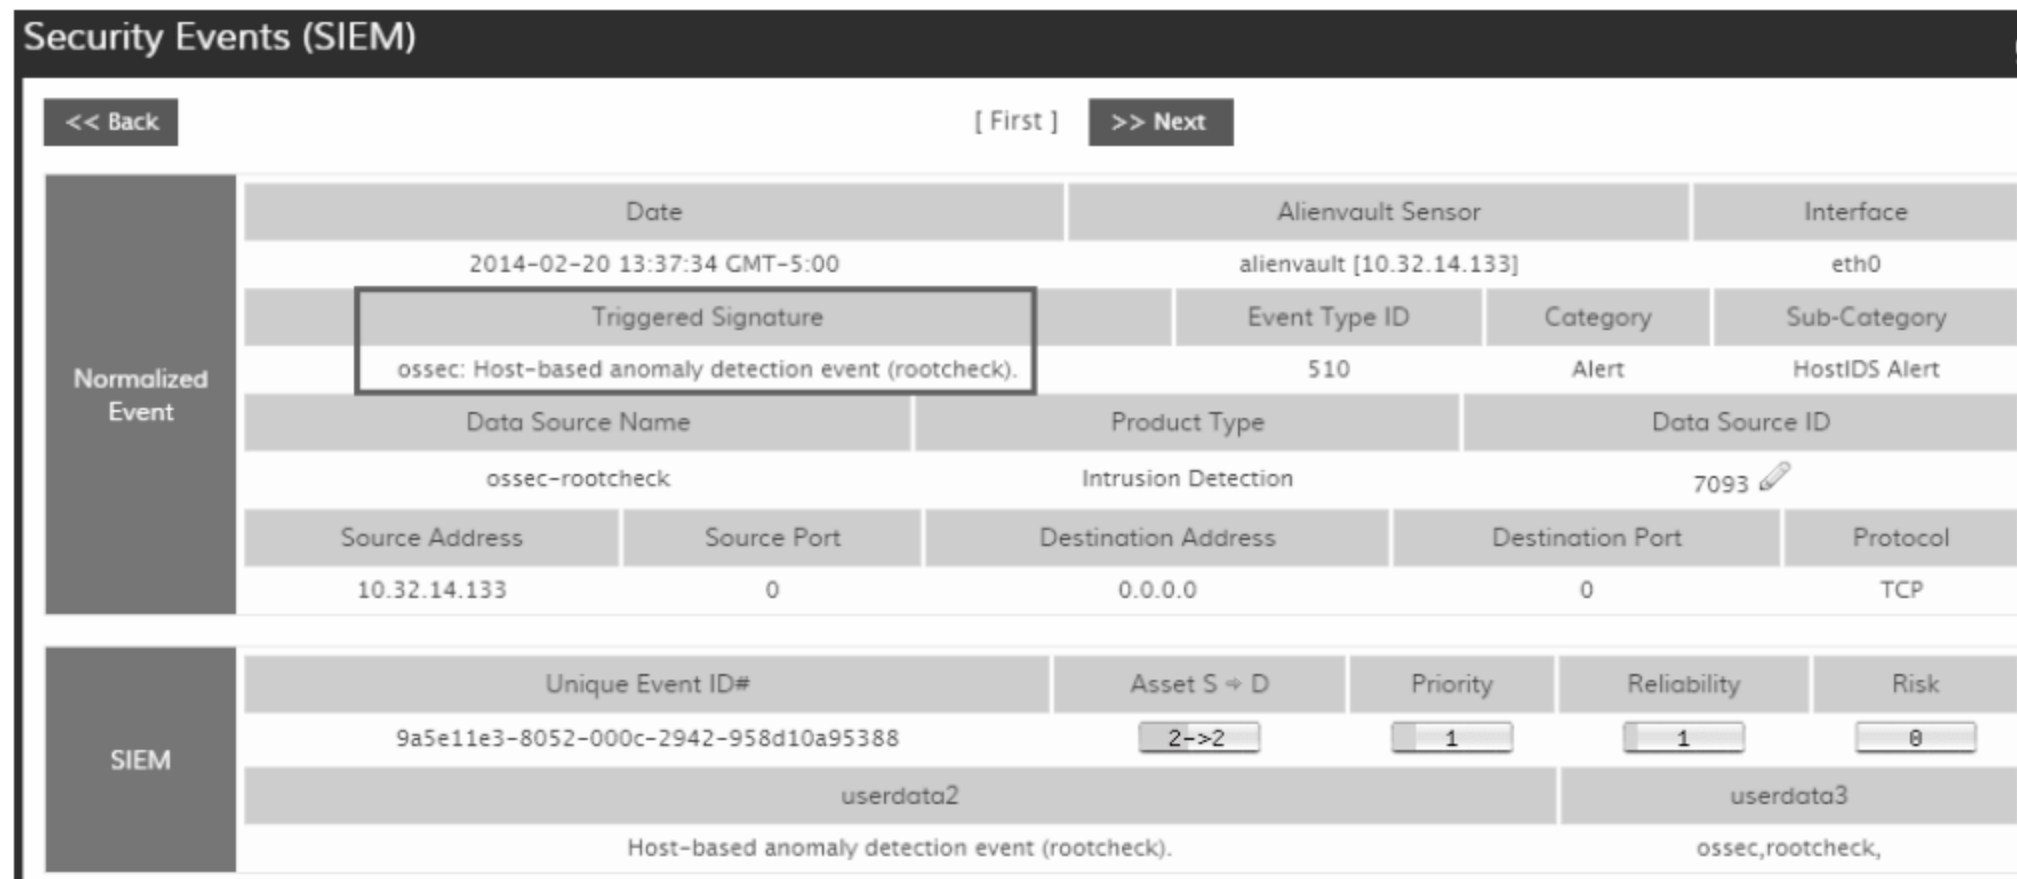 Security Events (SIEM)
<< Back [ First ] >> Next
Date Alienvault Sensor Interface
2014-02-20 13:37:34 GMT-5:00 alienvault [10.32.14.133] eth0
Triggered Signature Event Type ID Category Sub-Category
ossec: Host-based anomaly detection event (rootcheck). 510 Alert HostIDS Alert
Normalized
Event
Data Source Name Product Type Data Source ID
ossec-rootcheck Intrusion Detection 7093
Source Address Source Port Destination Address Destination Port Protocol
10.32.14.133 0 0.0.0.0 0 TCP
Unique Event ID# Asset S ➔ D Priority Reliability Risk
9a5e11e3-8052-000c-2942-958d10a95388 2->2 1 1 0
SIEM
userdata2 userdata3
Host-based anomaly detection event (rootcheck). ossec,rootcheck,